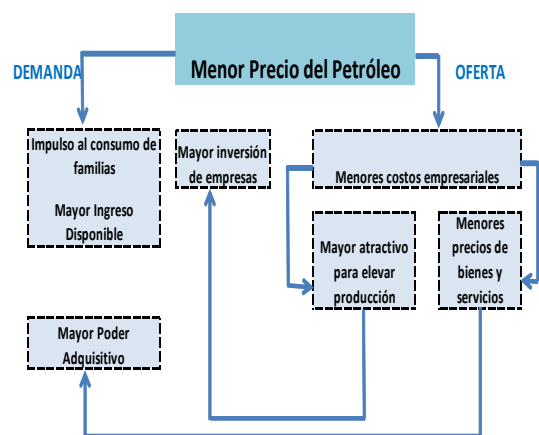 Menor Precio del Petróleo
DEMANDA
OFERTA
Impulso al consumo de
familias
Mayor Ingreso
Disponible
Mayor inversión
de empresas
Menores costos empresariales
Mayor atractivo
para elevar
producción
Menores
precios de
bienes y
servicios
Mayor Poder
Adquisitivo